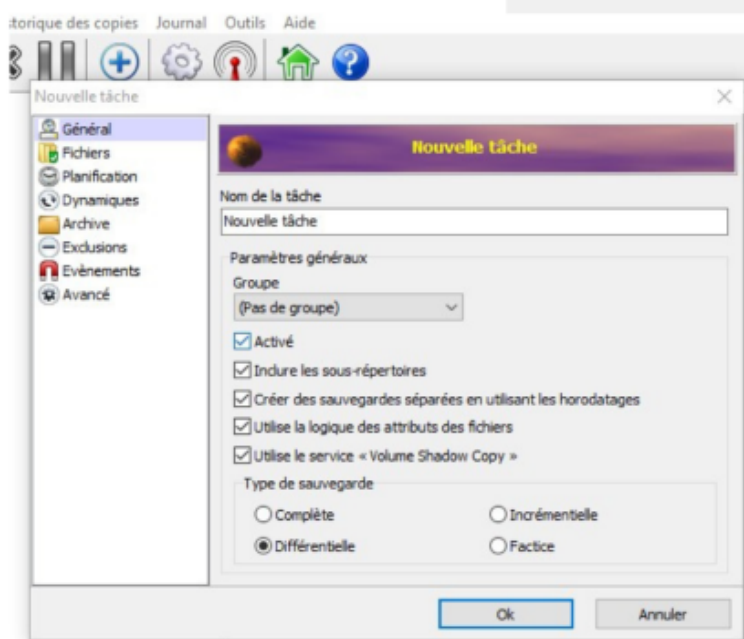 storique des copies Journal Outils Aide
Nouvelle tâche
Général
Fichiers
Planification
Dynamiques
Archive
Exclusions
Evènements
Avancé
Nouvelle tâche
Nom de la tâche
Nouvelle tâche
Paramètres généraux
Groupe
(Pas de groupe)
Activé
Inclure les sous-répertoires
Créer des sauvegardes séparées en utilisant les horodatages
Utilise la logique des attributs des fichiers
Utilise le service « Volume Shadow Copy »
Type de sauvegarde
Complète Incrémentielle
Différentielle Factice
Ok Annuler